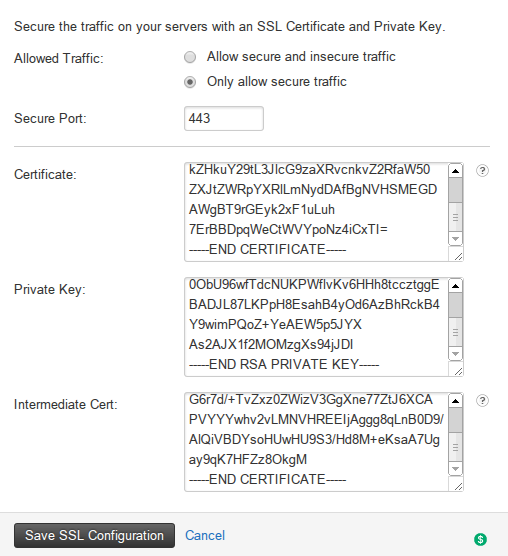 Secure the traffic on your servers with an SSL Certificate and Private Key.
Allowed Traffic:
Allow secure and insecure traffic
Only allow secure traffic
Secure Port:
443
Certificate:
kZHkuY29tL3JlcG9zaXRvcnkvZ2RfaW50
ZXJtZWRpYXRlLmNydDAfBgNVHSMEGD
AWgBT9rGEyk2xF1uLuh
7ErBBDpqWeCtWVYpoNz4iCxTI=
-----END CERTIFICATE-----
?
Private Key:
0ObU96wfTdcNUKPWflvKv6HHh8tccztggE
BADJL87LKPpH8EsahB4yOd6AzBhRckB4
Y9wimPQoZ+YeAEW5p5JYX
As2AJX1f2MOMzgXs94jJDI
-----END RSA PRIVATE KEY-----
Intermediate Cert:
G6r7d/+TvZxz0ZWizV3GgXne77ZtJ6XCA
PVYYYwhv2vLMNVHREEIjAggg8qLnB0D9/
AlQiVBDYsoHUwHU9S3/Hd8M+eKsaA7Ug
ay9qK7HFZz8OkgM
-----END CERTIFICATE-----
?
Save SSL Configuration
Cancel
$